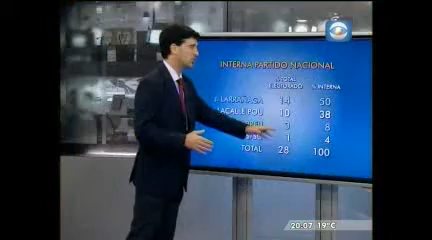 INTERNA PARTIDO NACIONAL
% TOTAL
ELECTORADO % INTERNA
LARRAÑAGA 14 50
LACALLE POU 10 38
3 8
1 4
TOTAL 28 100
20:07 19°C